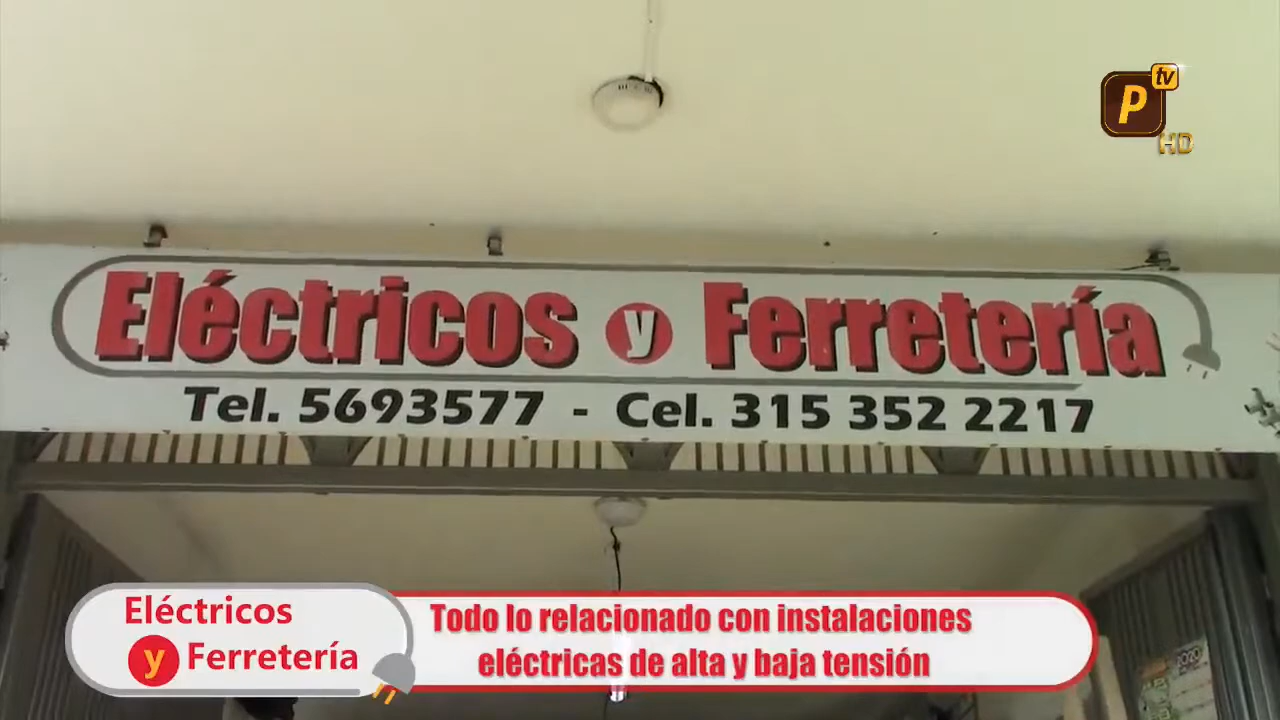 P tv
HD
Eléctricos y Ferretería
Tel. 5693577 - Cel. 315 352 2217
Eléctricos
y Ferretería
Todo lo relacionado con instalaciones
eléctricas de alta y baja tensión
2020